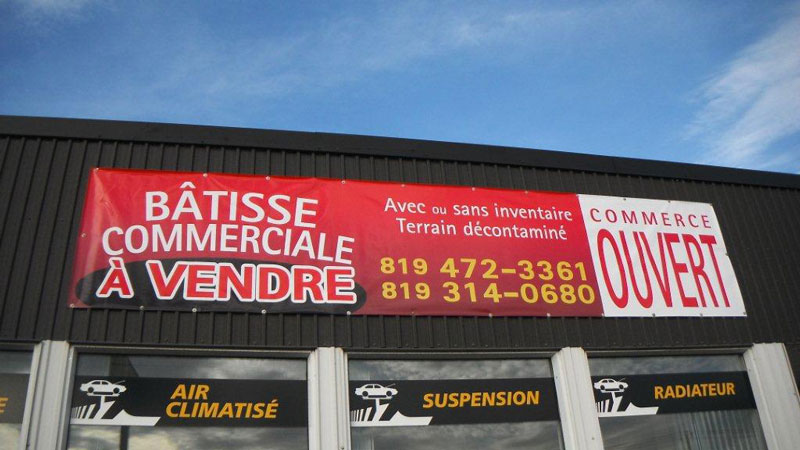 BÂTISSE
COMMERCIALE
À VENDRE
Avec ou sans inventaire
Terrain décontaminé
819 472-3361
819 314-0680
COMMERCE
OUVERT
AIR
CLIMATISÉ
SUSPENSION
RADIATEUR